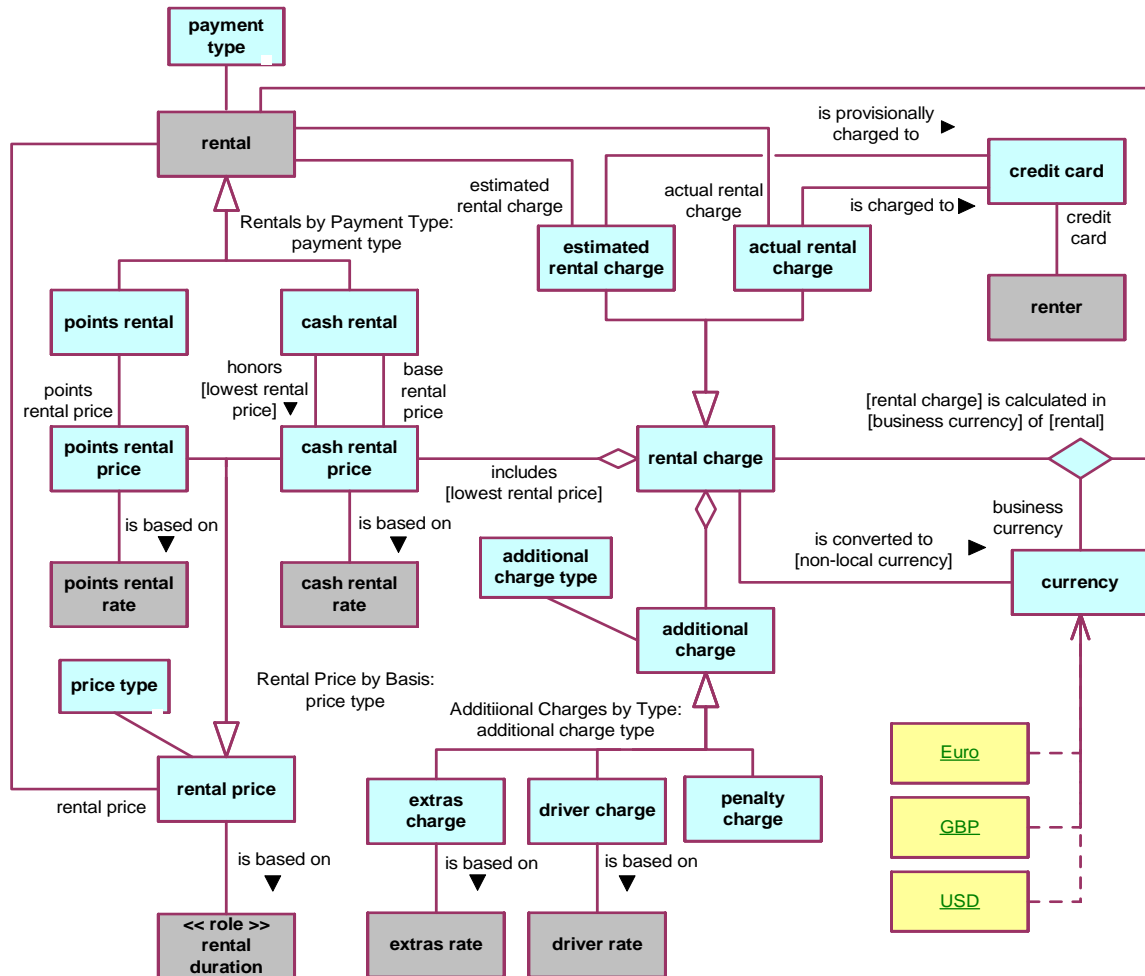 payment
type
rental
is provisionally
charged to
credit card
estimated
rental charge
actual rental
charge
is charged to
credit
card
Rentals by Payment Type:
payment type
estimated
rental charge
actual rental
charge
renter
points rental
cash rental
points
rental price
honors
[lowest rental
price]
base
rental
price
[rental charge] is calculated in
[business currency] of [rental]
points rental
price
cash rental
price
rental charge
includes
[lowest rental price]
is based on
is based on
business
currency
is converted to
[non-local currency]
points rental
rate
cash rental
rate
additional
charge type
currency
additional
charge
price type
Rental Price by Basis:
price type
Additiional Charges by Type:
additional charge type
rental price
rental price
extras
charge
driver charge
penalty
charge
Euro
GBP
USD
is based on
is based on
is based on
<< role >>
rental
duration
extras rate
driver rate